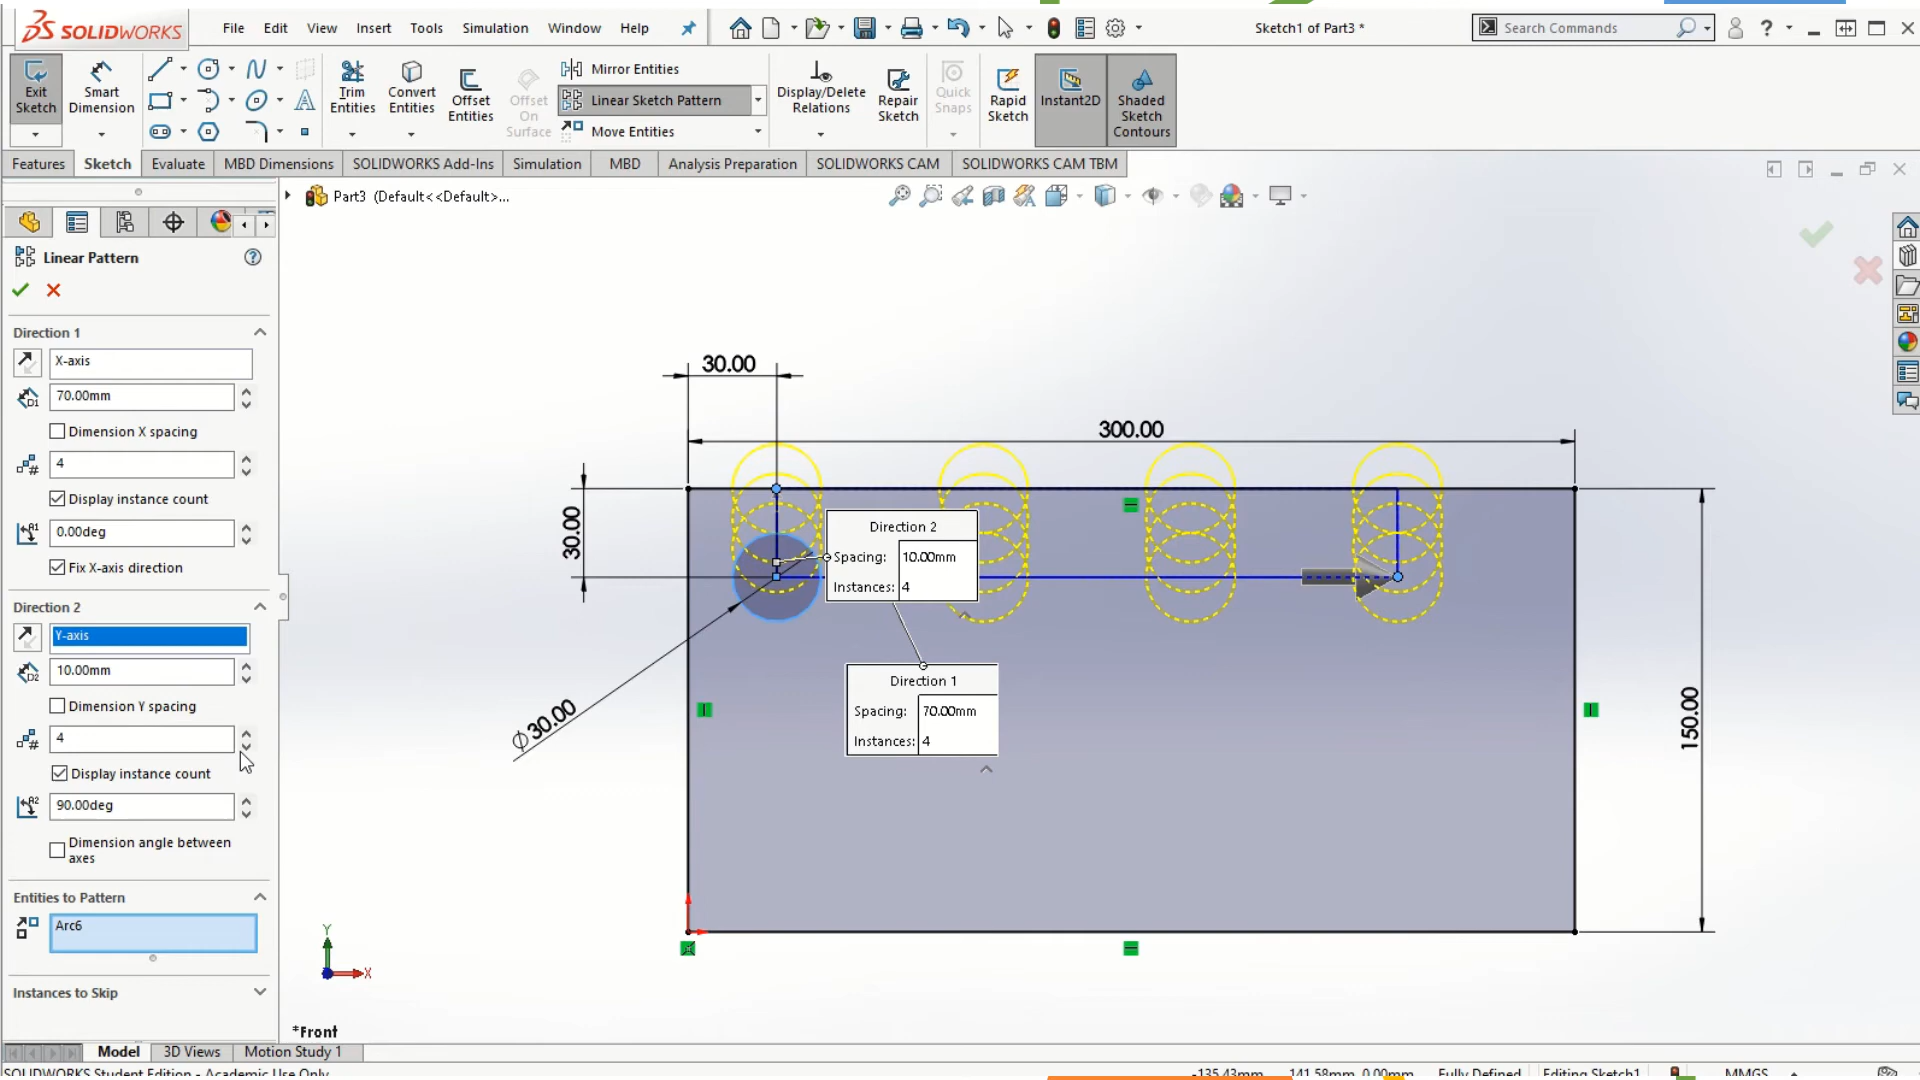 SOLIDWORKS
File Edit View Insert Tools Simulation Window Help
Sketch1 of Part3 *
Search Commands
Exit Sketch
Smart Dimension
Trim Entities
Convert Entities
Offset Entities
Offset On Surface
Mirror Entities
Linear Sketch Pattern
Move Entities
Display/Delete Relations
Repair Sketch
Quick Snaps
Rapid Sketch
Instant2D
Shaded Sketch Contours
Features Sketch Evaluate MBD Dimensions SOLIDWORKS Add-Ins Simulation MBD Analysis Preparation SOLIDWORKS CAM SOLIDWORKS CAM TBM
Part3 (Default<<Default>...
Linear Pattern
Direction 1
X-axis
D1
70.00mm
Dimension X spacing
#
4
Display instance count
0.00deg
Fix X-axis direction
Direction 2
Y-axis
D2
10.00mm
Dimension Y spacing
#
4
Display instance count
90.00deg
Dimension angle between
axes
Entities to Pattern
Arc6
Instances to Skip
30.00
300.00
30.00
Direction 2
Spacing: 10.00mm
Instances: 4
Direction 1
Spacing: 70.00mm
Instances: 4
∅30.00
150.00
Y
X
*Front
Model 3D Views Motion Study 1
SOLIDWORKS Student Edition - Academic Use Only
-135.43mm 141.58mm 0.00mm Fully Defined Editing Sketch1 MMGS